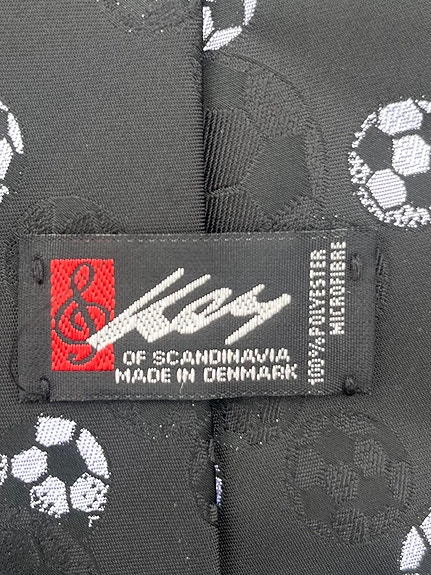 Key
OF SCANDINAVIA
MADE IN DENMARK
100% POLYESTER
MICROFIBRE